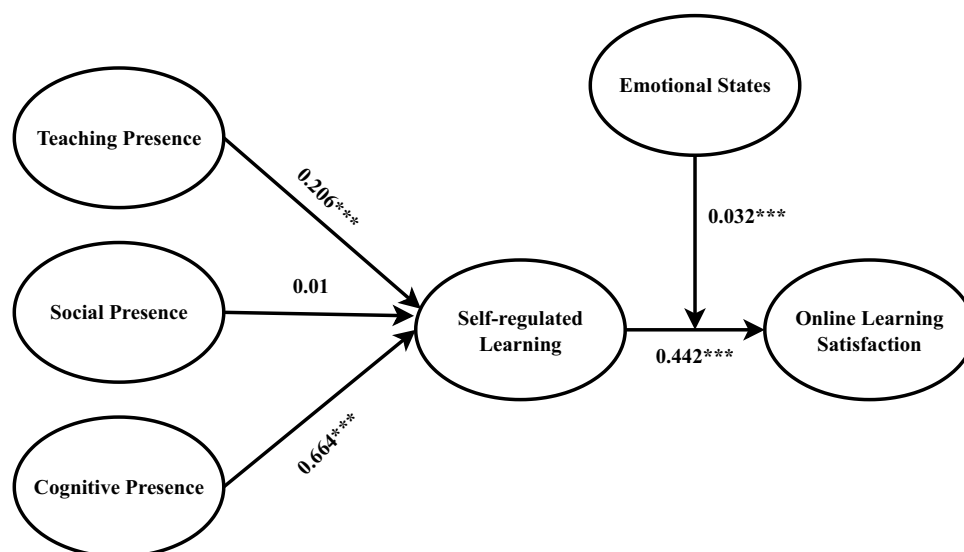 Emotional States
Teaching Presence
0.206***
0.032***
0.01
Social Presence
Self-regulated
Learning
Online Learning
Satisfaction
0.442***
0.664***
Cognitive Presence